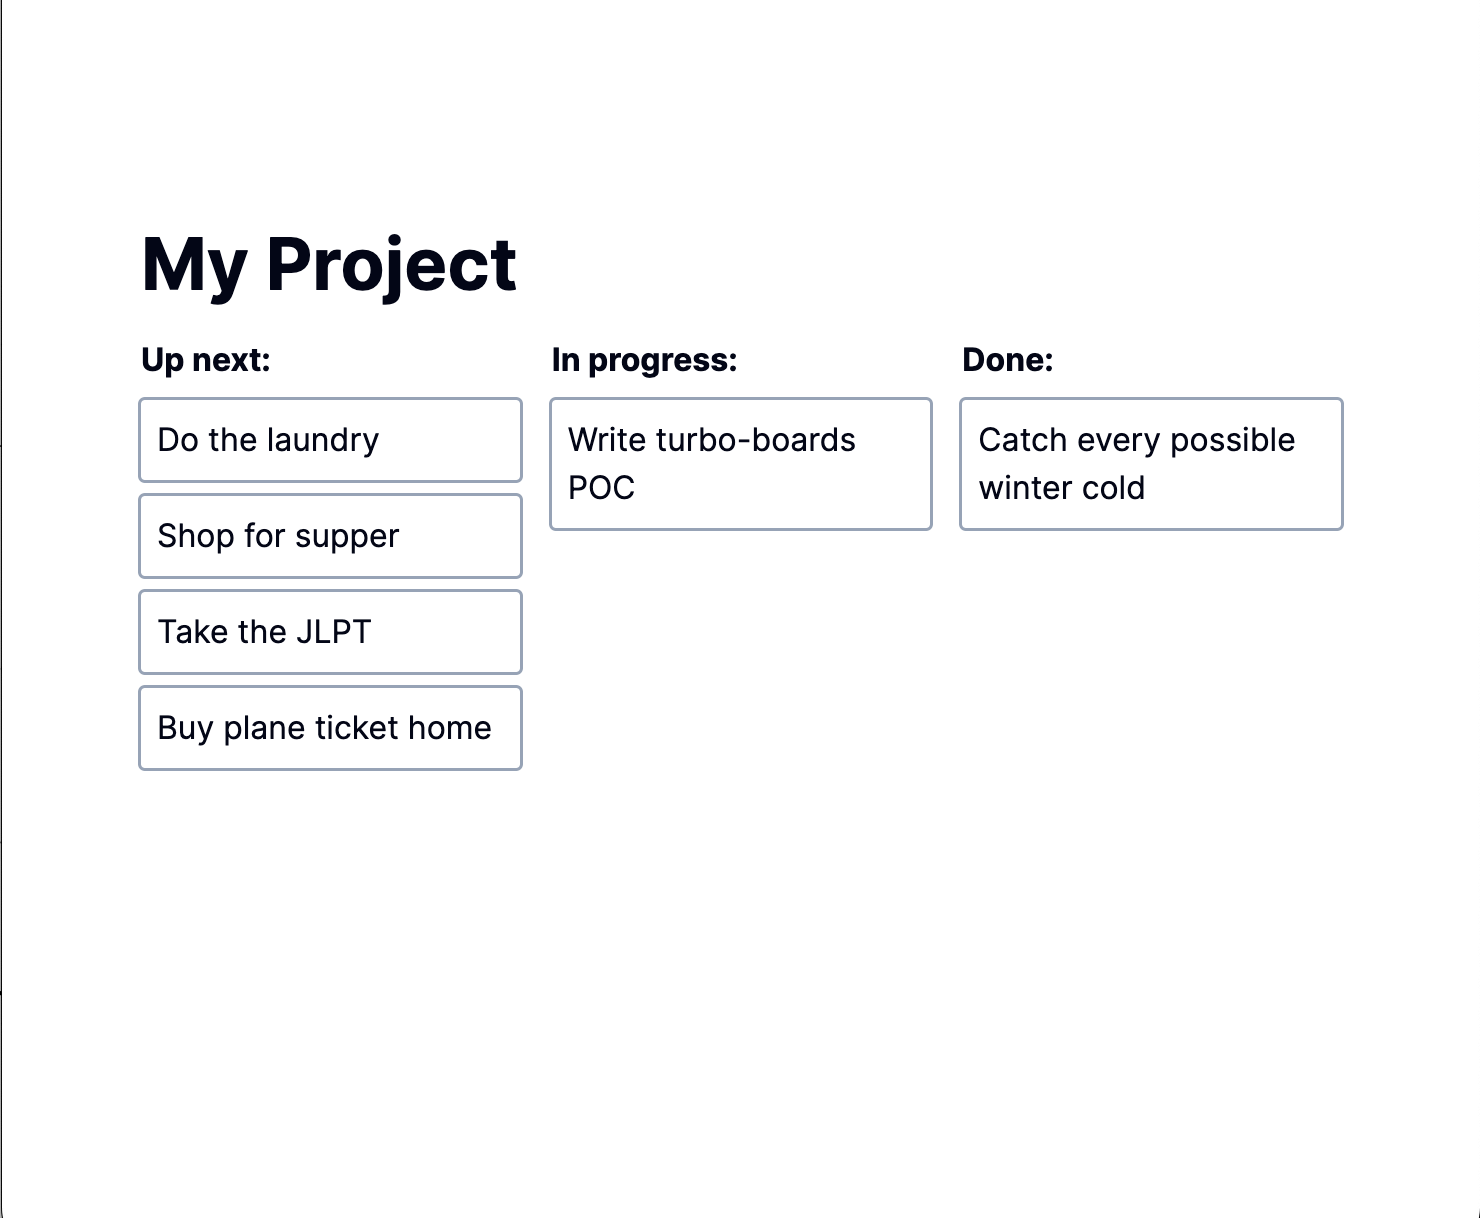 My Project
Up next:
Do the laundry
Shop for supper
Take the JLPT
Buy plane ticket home
In progress:
Write turbo-boards
POC
Done:
Catch every possible
winter cold